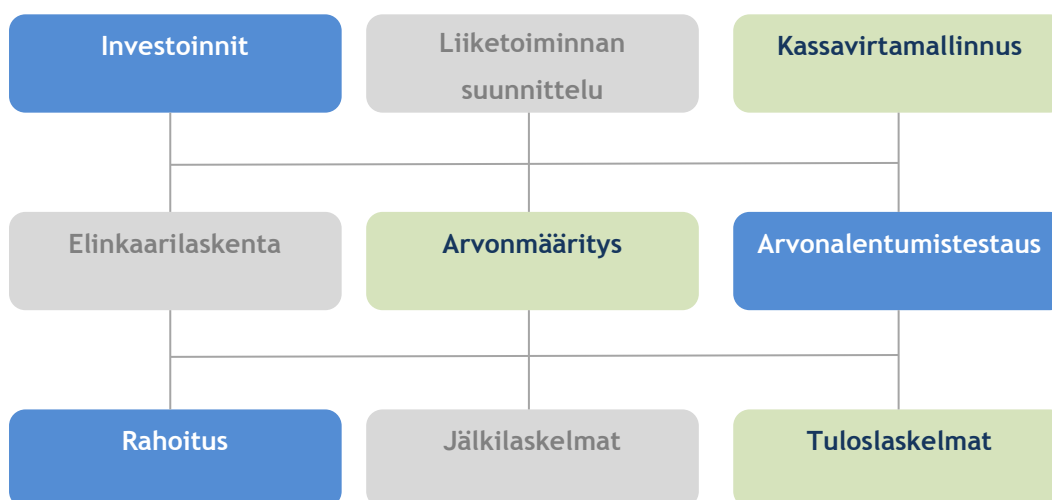 Investoinnit
Liiketoiminnan
suunnittelu
Kassavirtamallinnus
Elinkaarilaskenta
Arvonmääritys
Arvonalentumistestaus
Rahoitus
Jälkilaskelmat
Tuloslaskelmat